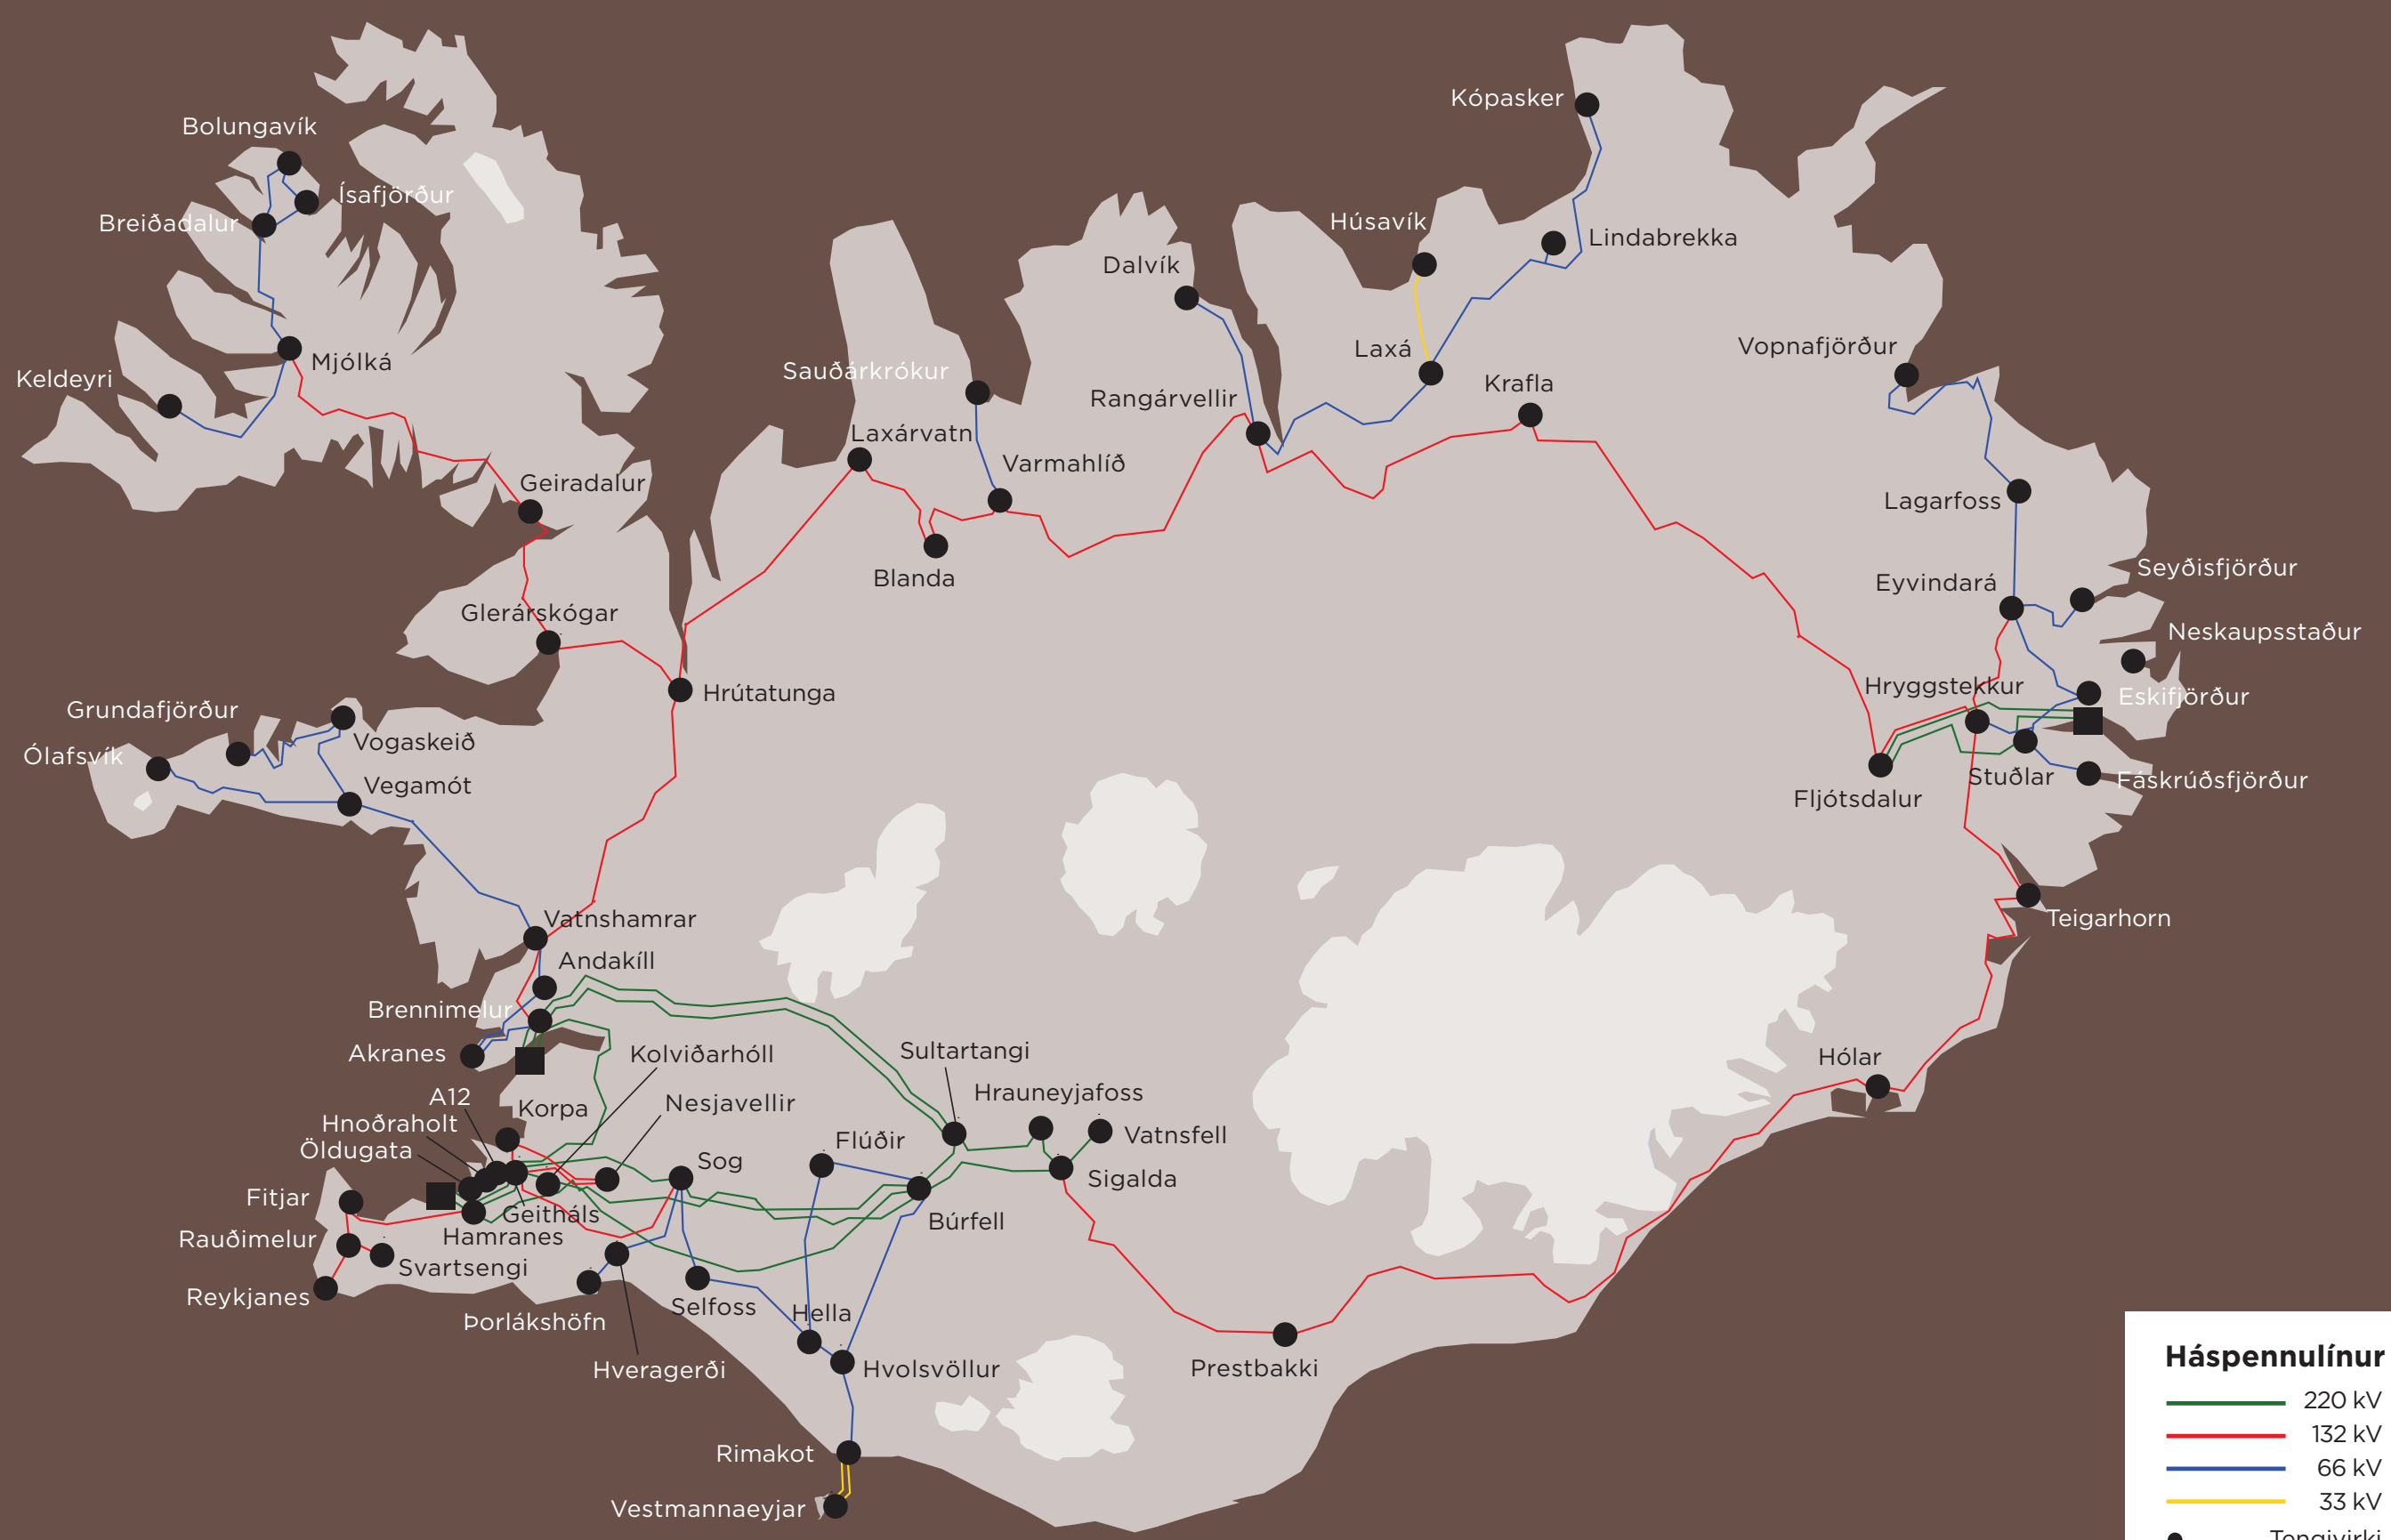 Kópasker
Bolungavík
Ísafjörður
Breiðadalur
Húsavík
Lindabrekka
Dalvík
Laxá
Vopnafjörður
Mjólká
Keldeyri
Sauðárkrókur
Krafla
Rangárvellir
Laxárvatn
Varmahlíð
Geiradalur
Lagarfoss
Blanda
Seyðisfjörður
Eyvindará
Glerárskógar
Neskaupsstaður
Hryggstekkur
Hrútatunga
Eskifjörður
Grundafjörður
Vogaskeið
Ólafsvík
Vegamót
Stuðlar
Fáskrúðsfjörður
Fljótsdalur
Vatnshamrar
Teigarhorn
Andakíll
Brennimelur
Akranes
Kolviðarhóll
Sultartangi
Hólar
A12
Hrauneyjafoss
Korpa
Nesjavellir
Hnoðraholt
Öldugata
Flúðir
Vatnsfell
Sog
Sigalda
Fitjar
Geitháls
Búrfell
Hamranes
Rauðimelur
Svartsengi
Reykjanes
Selfoss
Hella
Þorlákshöfn
Hveragerði
Hvolsvöllur
Prestbakki
Rimakot
Vestmannaeyjar
Háspennulínur
220 kV
132 kV
66 kV
33 kV
Tengivirki